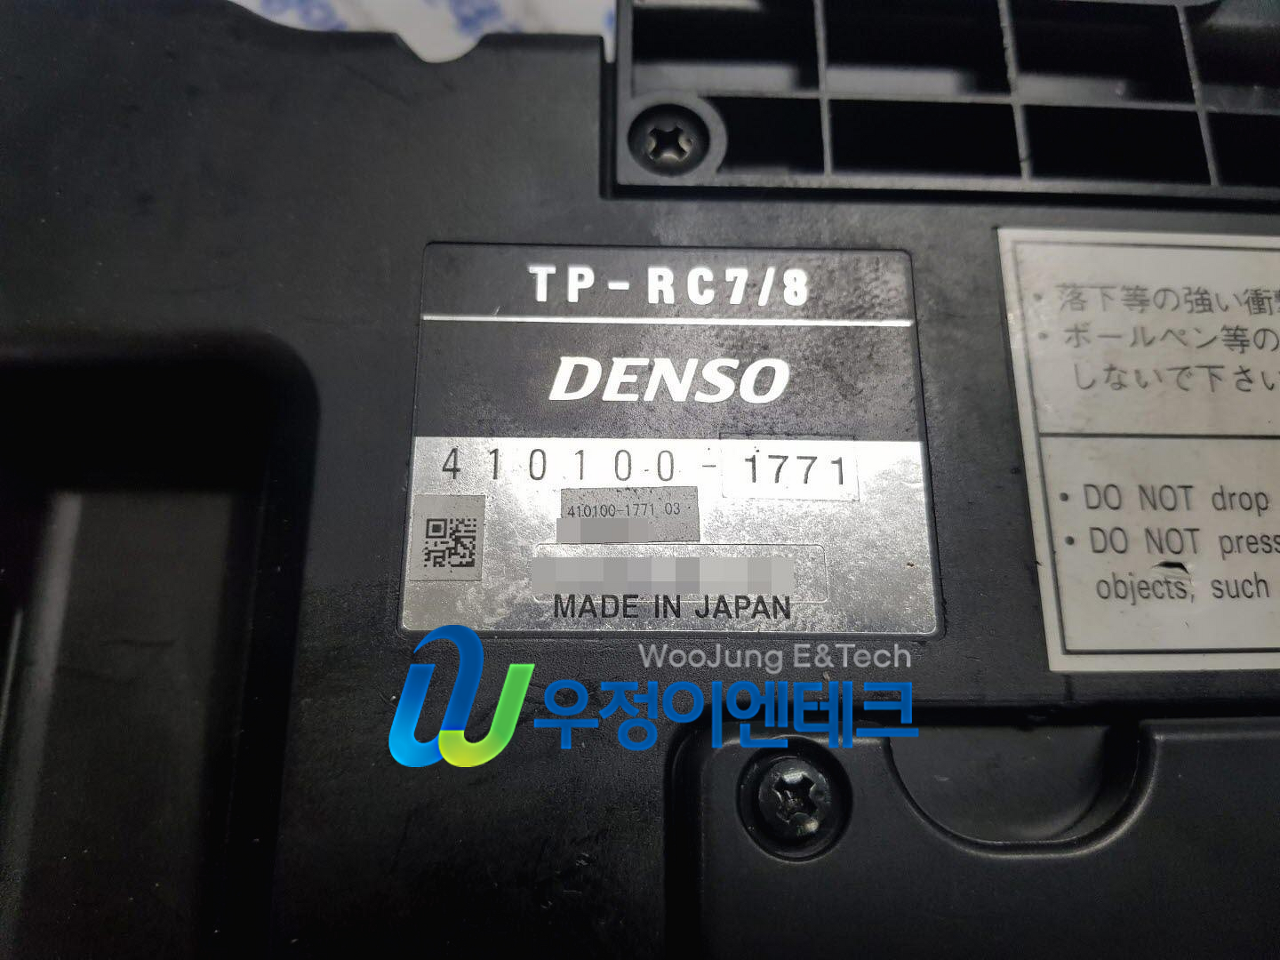 TP-RC7/8
DENSO
410100-1771
410100-1771 03
MADE IN JAPAN
・落下等の強い衝
・ボールペン等の
しないで下さい
• DO NOT drop
• DO NOT press
objects, such
WooJung E&Tech
우정이엔테크